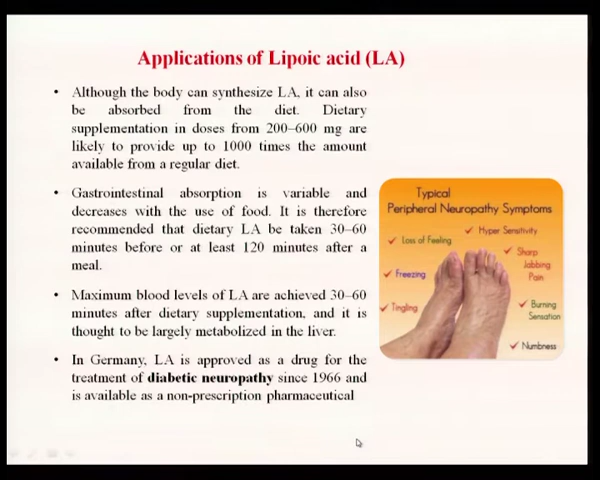 Applications of Lipoic acid (LA)
• Although the body can synthesize LA, it can also
be absorbed from the diet. Dietary
supplementation in doses from 200–600 mg are
likely to provide up to 1000 times the amount
available from a regular diet.
• Gastrointestinal absorption is variable and
decreases with the use of food. It is therefore
recommended that dietary LA be taken 30–60
minutes before or at least 120 minutes after a
meal.
• Maximum blood levels of LA are achieved 30–60
minutes after dietary supplementation, and it is
thought to be largely metabolized in the liver.
• In Germany, LA is approved as a drug for the
treatment of diabetic neuropathy since 1966 and
is available as a non-prescription pharmaceutical
Typical
Peripheral Neuropathy Symptoms
✓ Hyper Sensitivity
✓ Loss of Feeling
✓ Sharp
Jabbing
Pain
✓ Freezing
✓ Tingling
✓ Burning
Sensation
✓ Numbness